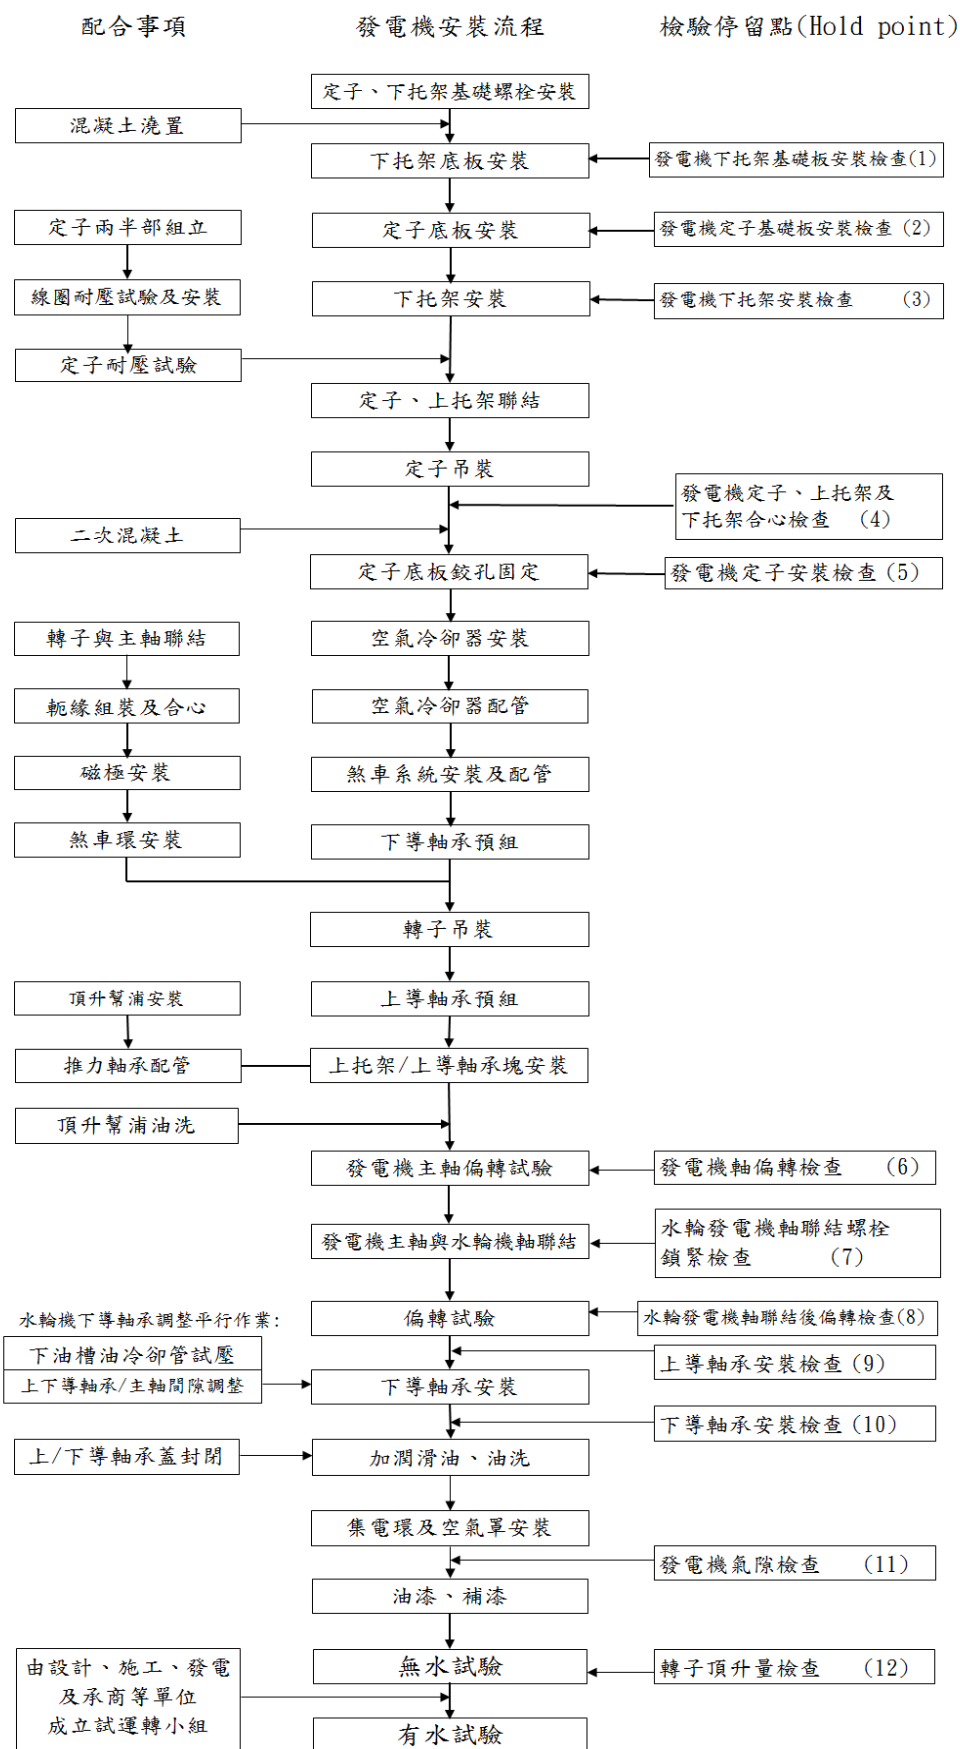 配合事項
發電機安裝流程
檢驗停留點(Hold point)
定子、下托架基礎螺栓安裝
混凝土澆置
下托架底板安裝
發電機下托架基礎板安裝檢查(1)
定子兩半部組立
定子底板安裝
發電機定子基礎板安裝檢查(2)
線圈耐壓試驗及安裝
下托架安裝
發電機下托架安裝檢查 (3)
定子耐壓試驗
定子、上托架聯結
定子吊裝
發電機定子、上托架及
下托架合心檢查 (4)
二次混凝土
定子底板鉸孔固定
發電機定子安裝檢查(5)
轉子與主軸聯結
空氣冷卻器安裝
軛緣組裝及合心
空氣冷卻器配管
磁極安裝
煞車系統安裝及配管
煞車環安裝
下導軸承預組
轉子吊裝
頂升幫浦安裝
上導軸承預組
推力軸承配管
上托架/上導軸承塊安裝
頂升幫浦油洗
發電機主軸偏轉試驗
發電機軸偏轉檢查 (6)
發電機主軸與水輪機軸聯結
水輪發電機軸聯結螺栓
鎖緊檢查 (7)
水輪機下導軸承調整平行作業:
偏轉試驗
水輪發電機軸聯結後偏轉檢查(8)
下油槽油冷卻管試壓
上導軸承安裝檢查(9)
上下導軸承/主軸間隙調整
下導軸承安裝
下導軸承安裝檢查(10)
上/下導軸承蓋封閉
加潤滑油、油洗
集電環及空氣罩安裝
發電機氣隙檢查 (11)
油漆、補漆
由設計、施工、發電
及承商等單位
成立試運轉小組
無水試驗
轉子頂升量檢查 (12)
有水試驗